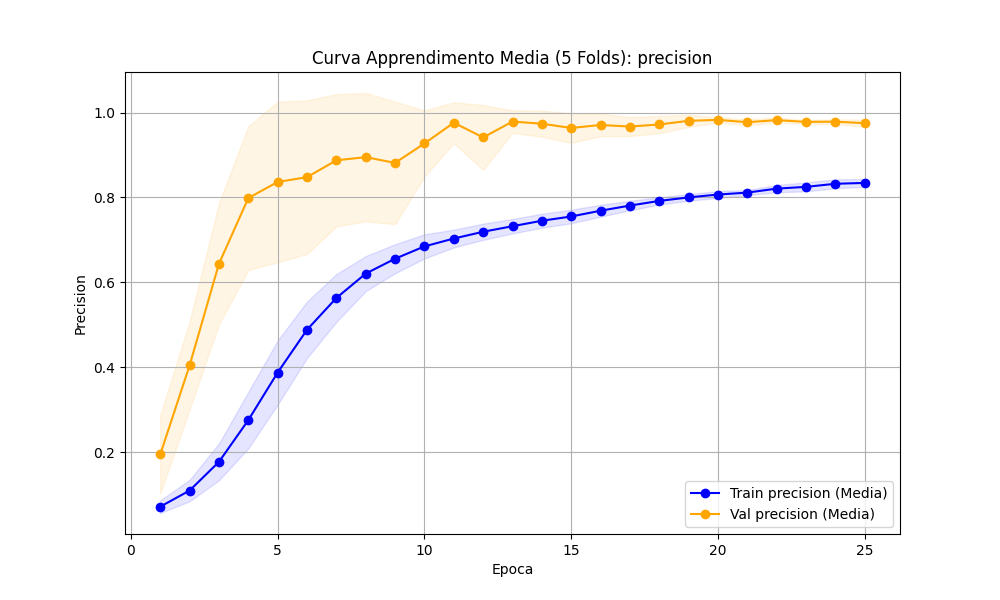 Curva Apprendimento Media (5 Folds): precision
Precision
1.0
0.8
0.6
0.4
0.2
Train precision (Media)
Val precision (Media)
0 5 10 15 20 25
Epoca